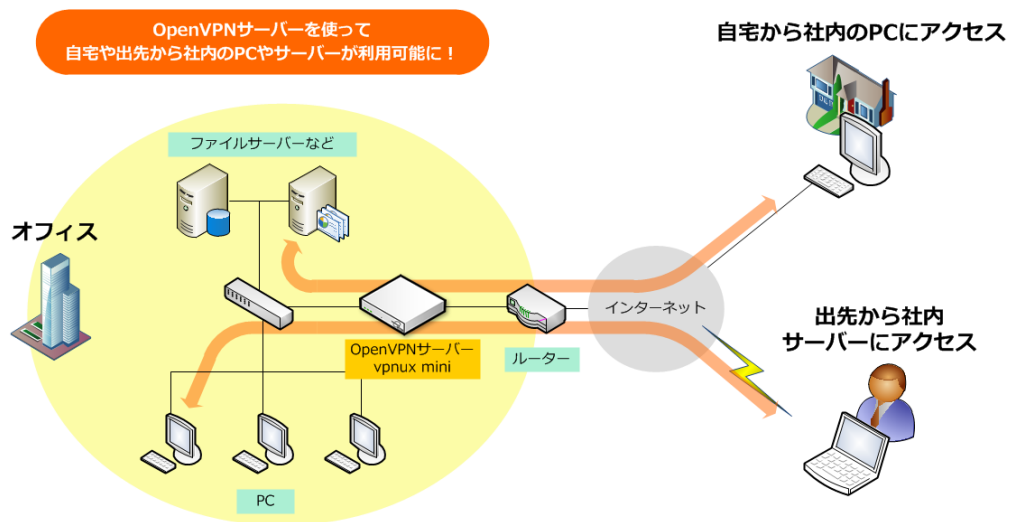 OpenVPNサーバーを使って
自宅や出先から社内のPCやサーバーが利用可能に！
自宅から社内のPCにアクセス
ファイルサーバーなど
オフィス
インターネット
OpenVPNサーバー
vpnux mini
ルーター
出先から社内
サーバーにアクセス
PC